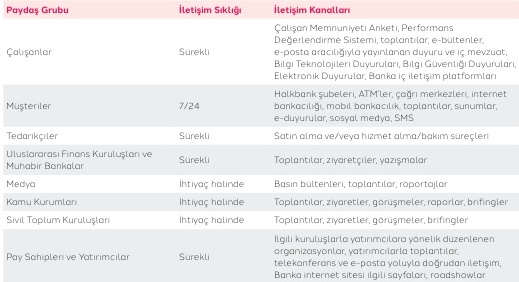 Paydaş Grubu İletişim Sıklığı İletişim Kanalları
Çalışanlar Sürekli Çalışan Memnuniyeti Anketi, Performans
Değerlendirme Sistemi, toplantılar, e-bültenler,
e-posta aracılığıyla yayınlanan duyuru ve iç mevzuat,
Bilgi Teknolojileri Duyuruları, Bilgi Güvenliği Duyuruları,
Elektronik Duyurular, Banka iç iletişim platformları
Müşteriler 7/24 Halkbank şubeleri, ATM'ler, çağrı merkezleri, internet
bankacılığı, mobil bankacılık, toplantılar, sunumlar,
e-duyurular, sosyal medya, SMS
Tedarikçiler Sürekli Satın alma ve/veya hizmet alma/bakım süreçleri
Uluslararası Finans Kuruluşları ve
Muhabir Bankalar Sürekli Toplantılar, ziyaretçiler, yazışmalar
Medya İhtiyaç halinde Basın bültenleri, toplantılar, röportajlar
Kamu Kurumları İhtiyaç halinde Toplantılar, ziyaretler, görüşmeler, raporlar, brifingler
Sivil Toplum Kuruluşları İhtiyaç halinde Toplantılar, ziyaretler, görüşmeler, brifingler
Pay Sahipleri ve Yatırımcılar Sürekli İlgili kuruluşlarla yatırımcılara yönelik düzenlenen
organizasyonlar, yatırımcılarla toplantılar,
telekonferans ve e-posta yoluyla doğrudan iletişim,
Banka internet sitesi ilgili sayfaları, roadshowlar